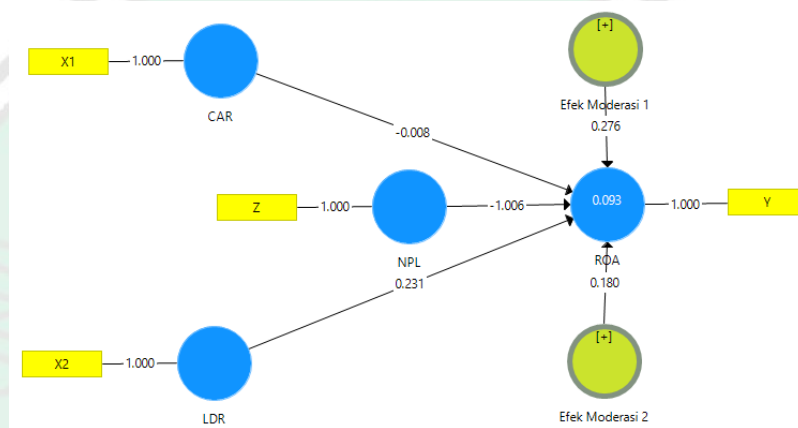 [+]
X1
1.000
CAR
Efek Moderasi 1
0.276
-0.008
Z
1.000
NPL
-1.006
0.093
ROA
1.000
Y
0.231
0.180
X2
1.000
LDR
[+]
Efek Moderasi 2